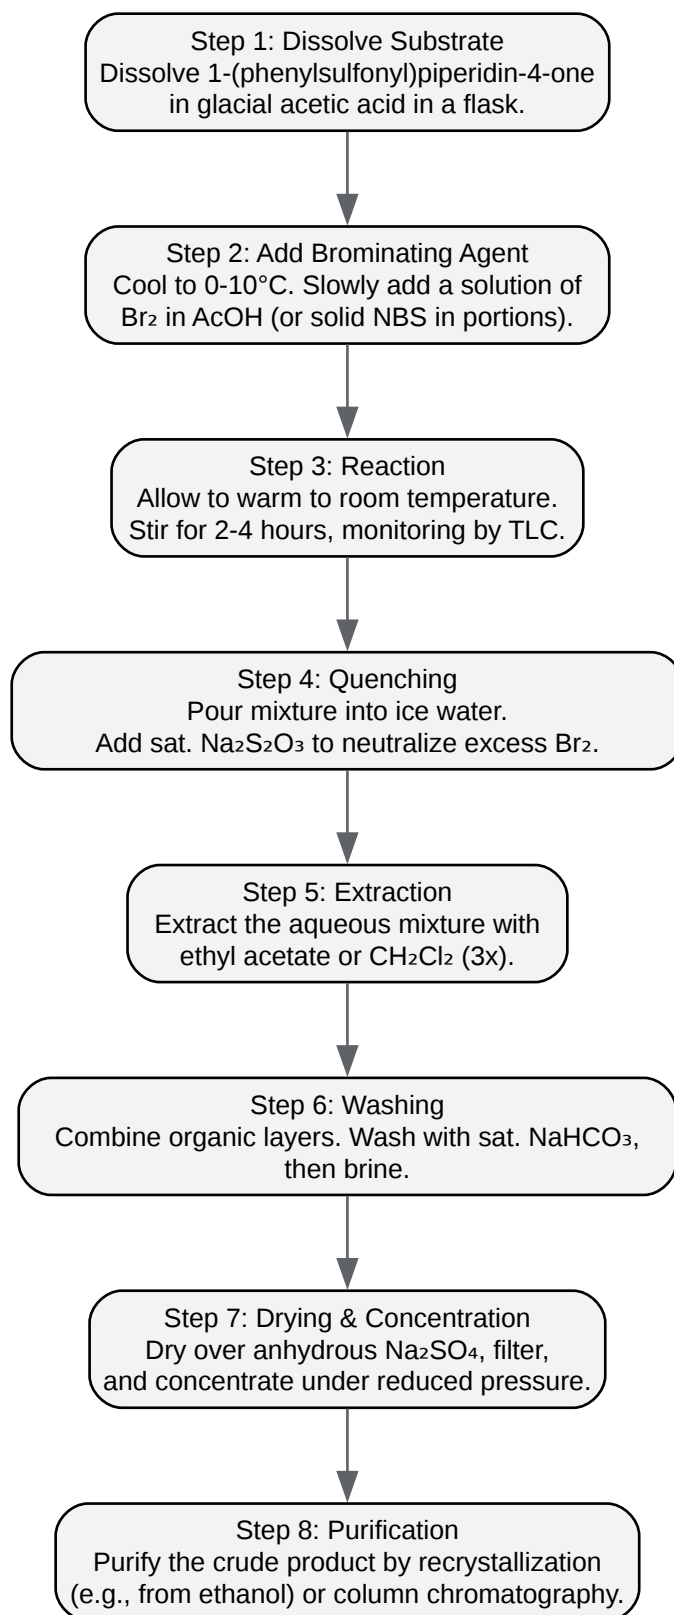 Step 1: Dissolve Substrate
Dissolve 1-(phenylsulfonyl)piperidin-4-one
in glacial acetic acid in a flask.
Step 2: Add Brominating Agent
Cool to 0-10°C. Slowly add a solution of
Br₂ in AcOH (or solid NBS in portions).
Step 3: Reaction
Allow to warm to room temperature.
Stir for 2-4 hours, monitoring by TLC.
Step 4: Quenching
Pour mixture into ice water.
Add sat. Na₂S₂O₃ to neutralize excess Br₂.
Step 5: Extraction
Extract the aqueous mixture with
ethyl acetate or CH₂Cl₂ (3x).
Step 6: Washing
Combine organic layers. Wash with sat. NaHCO₃,
then brine.
Step 7: Drying & Concentration
Dry over anhydrous Na₂SO₄, filter,
and concentrate under reduced pressure.
Step 8: Purification
Purify the crude product by recrystallization
(e.g., from ethanol) or column chromatography.